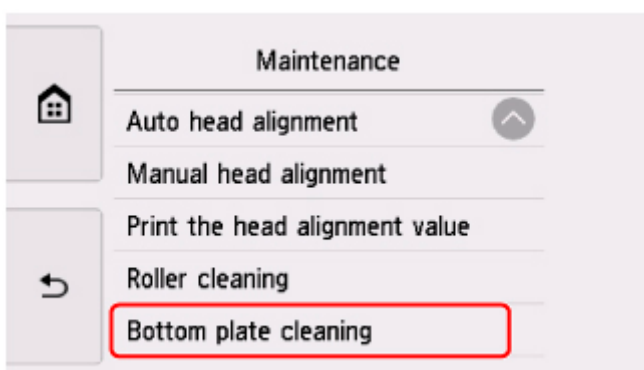 Maintenance
Auto head alignment
Manual head alignment
Print the head alignment value
Roller cleaning
Bottom plate cleaning